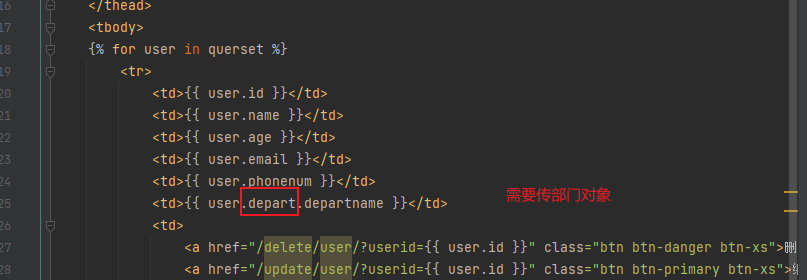 16 </thead>
17 <tbody>
18 {% for user in querset %}
19 <tr>
20 <td>{{ user.id }}</td>
21 <td>{{ user.name }}</td>
22 <td>{{ user.age }}</td>
23 <td>{{ user.email }}</td>
24 <td>{{ user.phonenum }}</td>
25 <td>{{ user.depart.departname }}</td> 需要传部门对象
26 <td>
27 <a href="/delete/user/?userid={{ user.id }}" class="btn btn-danger btn-xs">删
28 <a href="/update/user/?userid={{ user.id }}" class="btn btn-primary btn-xs">